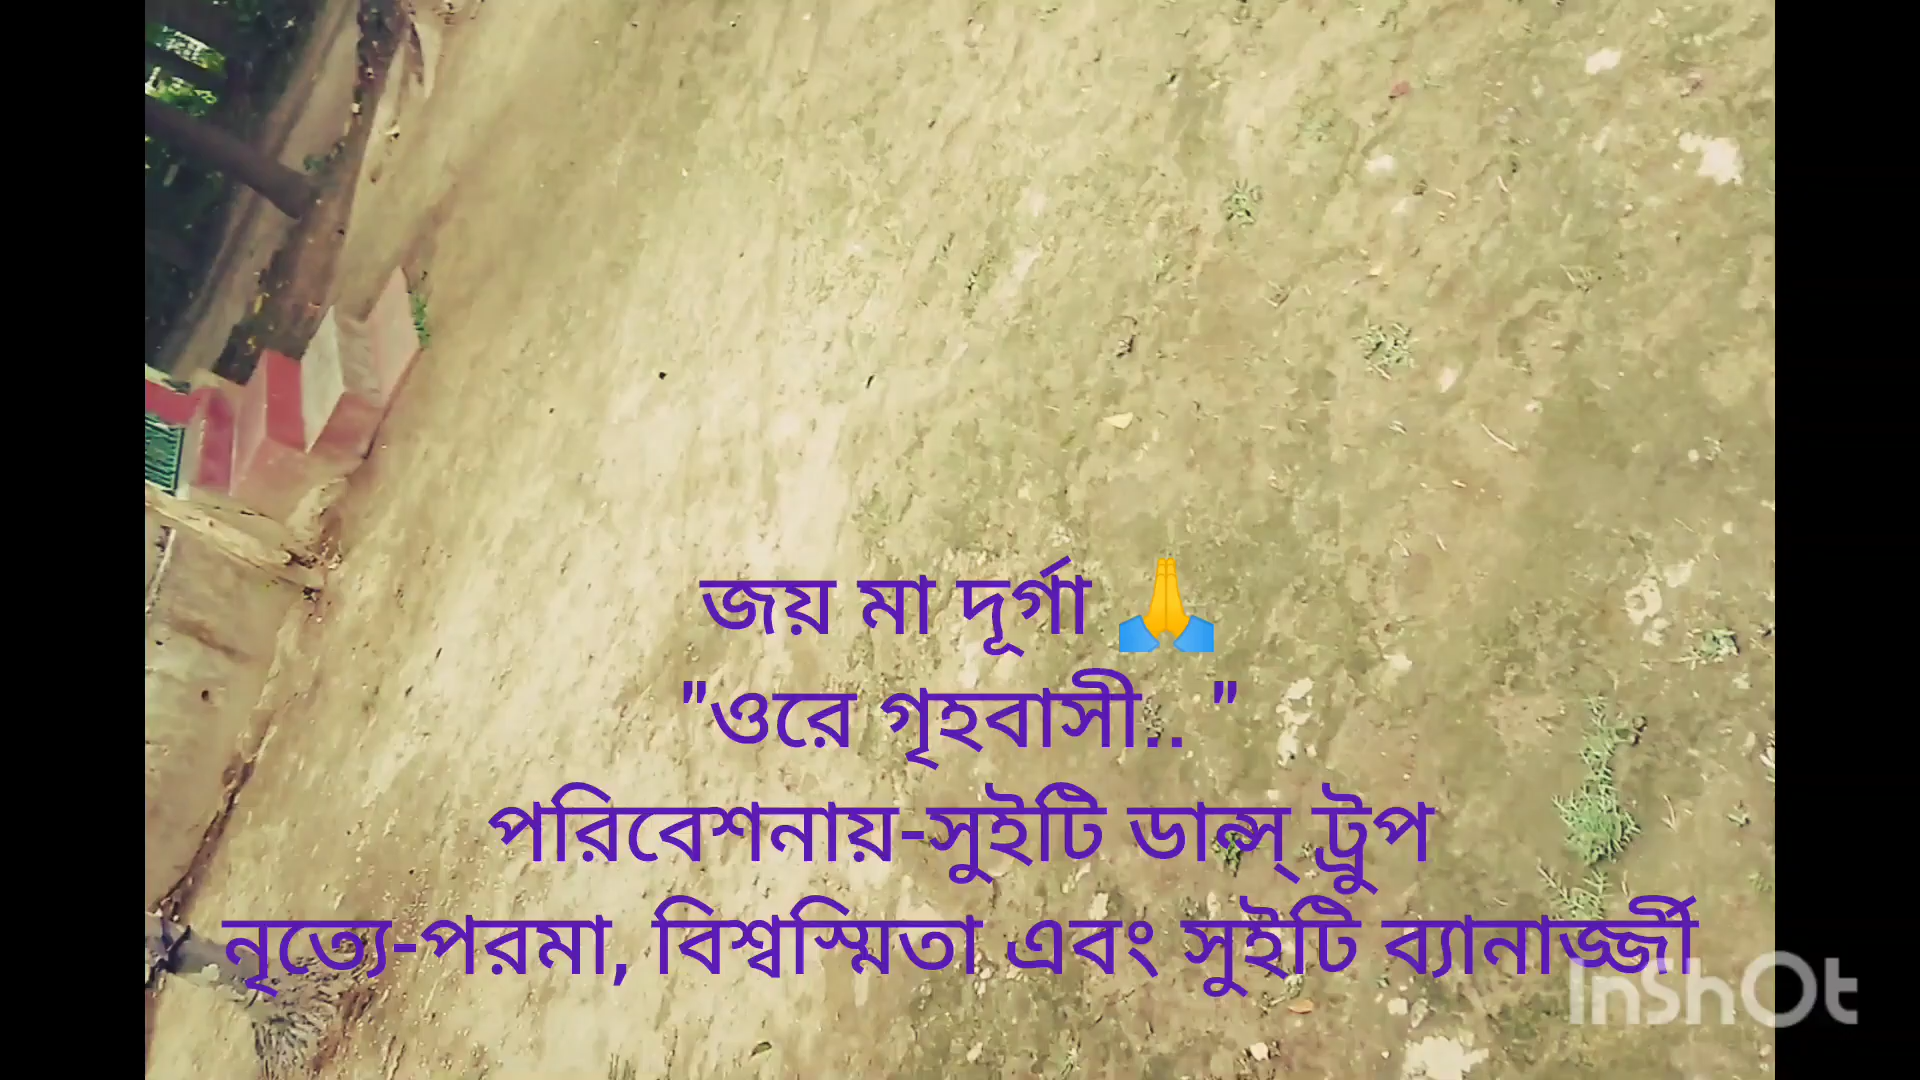 জয় মা দূর্গা 🙏
"ওরে গৃহবাসী.. "
পরিবেশনায়-সুইটি ডান্স্ ট্রুপ
নৃত্যে-পরমা, বিশ্বস্মিতা এবং সুইটি ব্যানার্জ্জী
InShOt